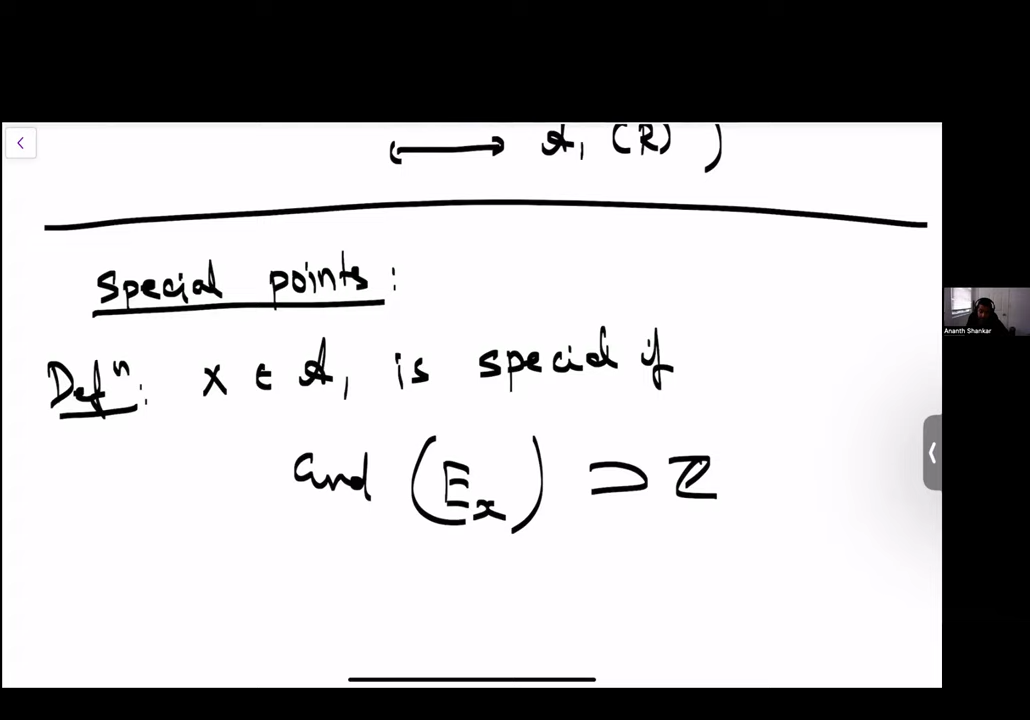 ⟷ 𝒜₁ (R) )
special points:
Defⁿ: x ∈ 𝒜₁ is special if
End (Eₓ) ⊃ ℤ
Ananth Shankar